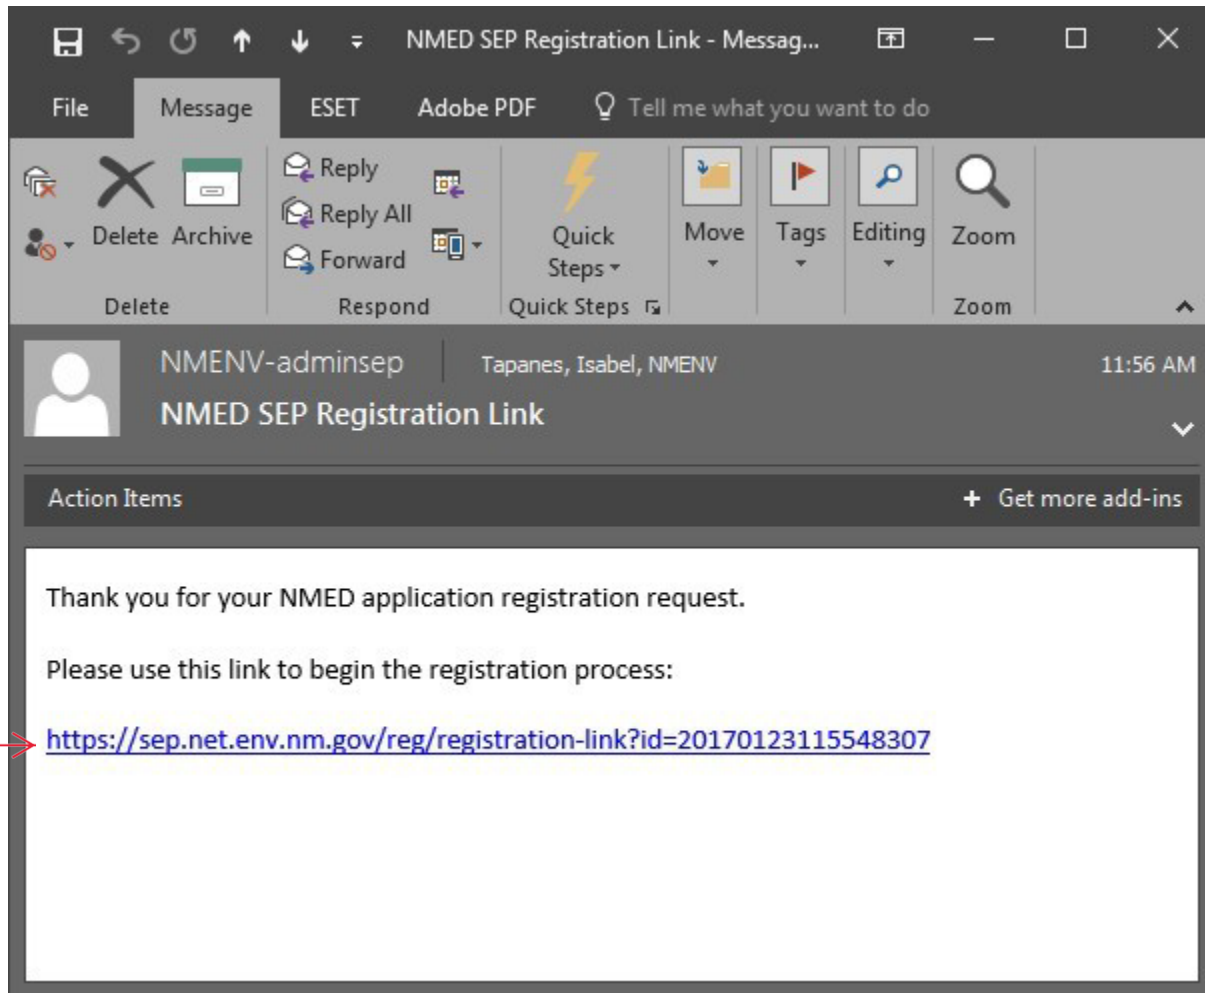 NMED SEP Registration Link - Messag...
File Message ESET Adobe PDF Tell me what you want to do
Delete Archive
Reply
Reply All
Forward
Quick
Steps
Move
Tags
Editing
Zoom
Delete Respond Quick Steps Zoom
NMENV-adminsep Tapanes, Isabel, NMENV 11:56 AM
NMED SEP Registration Link
Action Items + Get more add-ins
Thank you for your NMED application registration request.
Please use this link to begin the registration process:
https://sep.net.env.nm.gov/reg/registration-link?id=20170123115548307